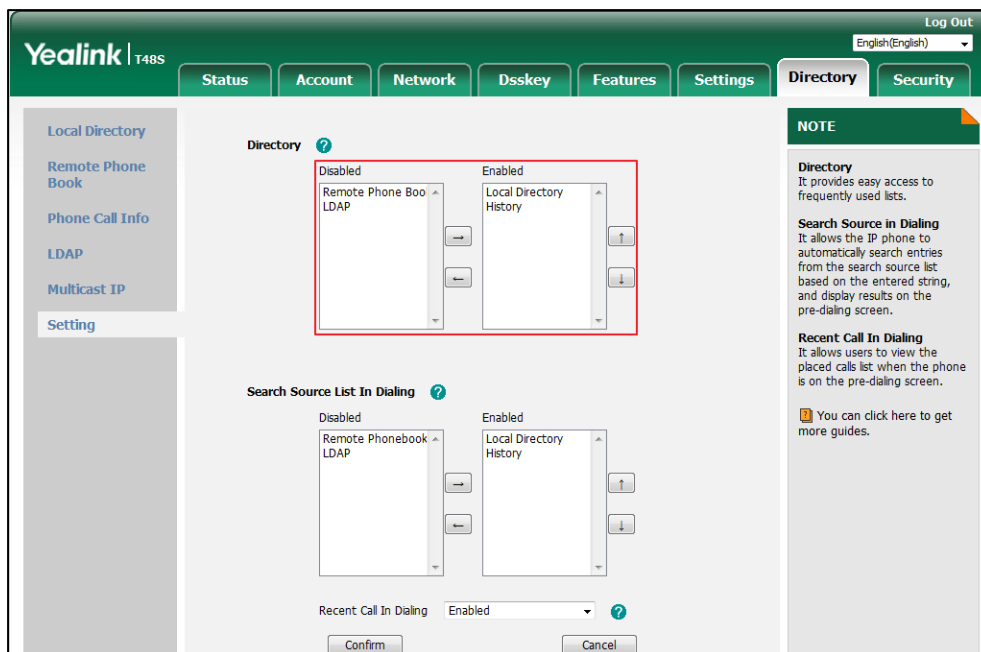 Log Out
Yealink T48S
English(English)
Status Account Network Dsskey Features Settings Directory Security
Local Directory
Remote Phone
Book
Phone Call Info
LDAP
Multicast IP
Setting
Directory ?
Disabled Enabled
Remote Phone Boo
LDAP
Local Directory
History
→ ↑
← ↓
Search Source List In Dialing ?
Disabled Enabled
Remote Phonebook
LDAP
Local Directory
History
→ ↑
← ↓
Recent Call In Dialing Enabled ?
Confirm Cancel
NOTE
Directory
It provides easy access to
frequently used lists.
Search Source in Dialing
It allows the IP phone to
automatically search entries
from the search source list
based on the entered string,
and display results on the
pre-dialing screen.
Recent Call In Dialing
It allows users to view the
placed calls list when the phone
is on the pre-dialing screen.
? You can click here to get
more guides.